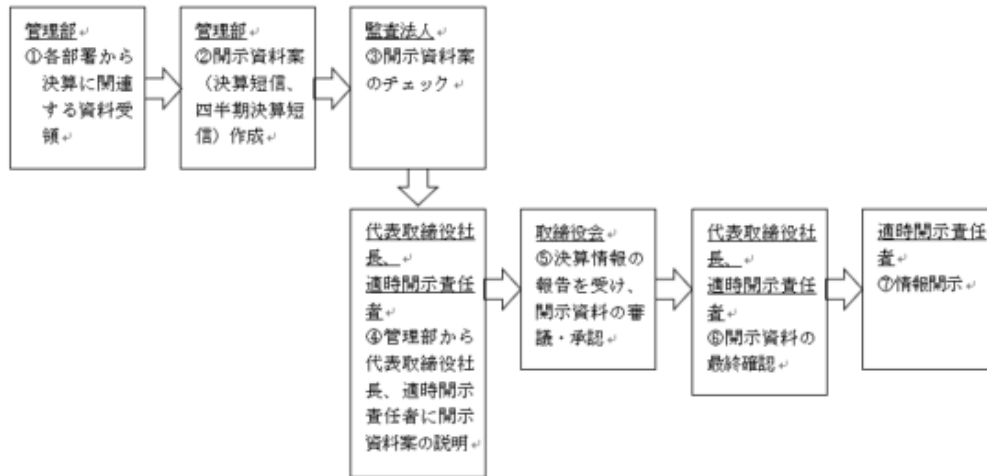 管理部
①各部署から
決算に関連
する資料受
領
管理部
②開示資料案
（決算短信、
四半期決算短
信）作成
監査法人
③開示資料案
のチェック
代表取締役社
長、
適時開示責任
者
④管理部から
代表取締役社
長、適時開示
責任者に開示
資料案の説明
取締役会
⑤決算情報の
報告を受け、
開示資料の審
議・承認
代表取締役社
長、
適時開示責任
者
⑥開示資料の
最終確認
適時開示責任
者
⑦情報開示